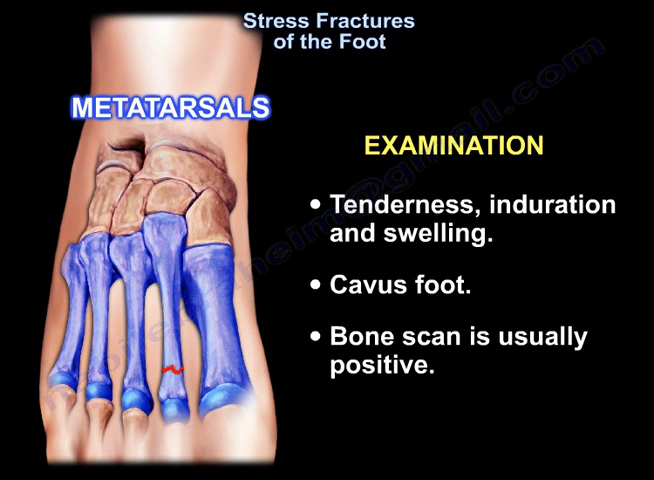 Stress Fractures
of the Foot
METATARSALS
EXAMINATION
• Tenderness, induration
and swelling.
• Cavus foot.
• Bone scan is usually
positive.